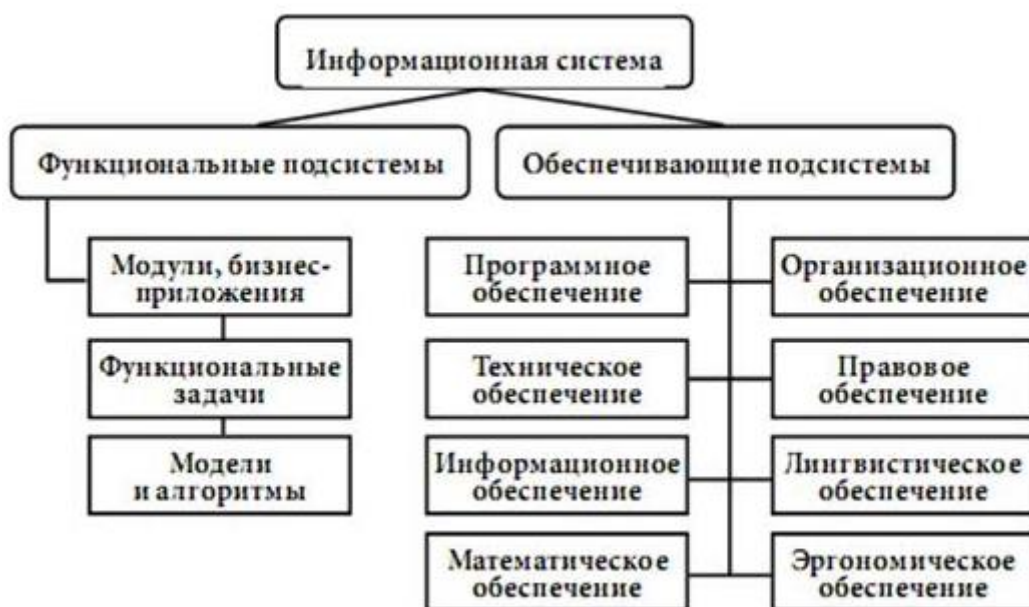 Информационная система
Функциональные подсистемы
Обеспечивающие подсистемы
Модули, бизнес-
приложения
Функциональные
задачи
Модели
и алгоритмы
Программное
обеспечение
Организационное
обеспечение
Техническое
обеспечение
Правовое
обеспечение
Информационное
обеспечение
Лингвистическое
обеспечение
Математическое
обеспечение
Эргономическое
обеспечение